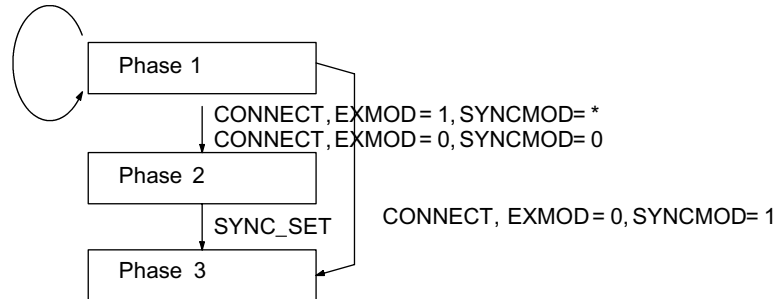 Phase 1
CONNECT, EXMOD = 1, SYNCMOD= *
CONNECT, EXMOD = 0, SYNCMOD= 0
Phase 2
SYNC_SET
CONNECT, EXMOD = 0, SYNCMOD= 1
Phase 3